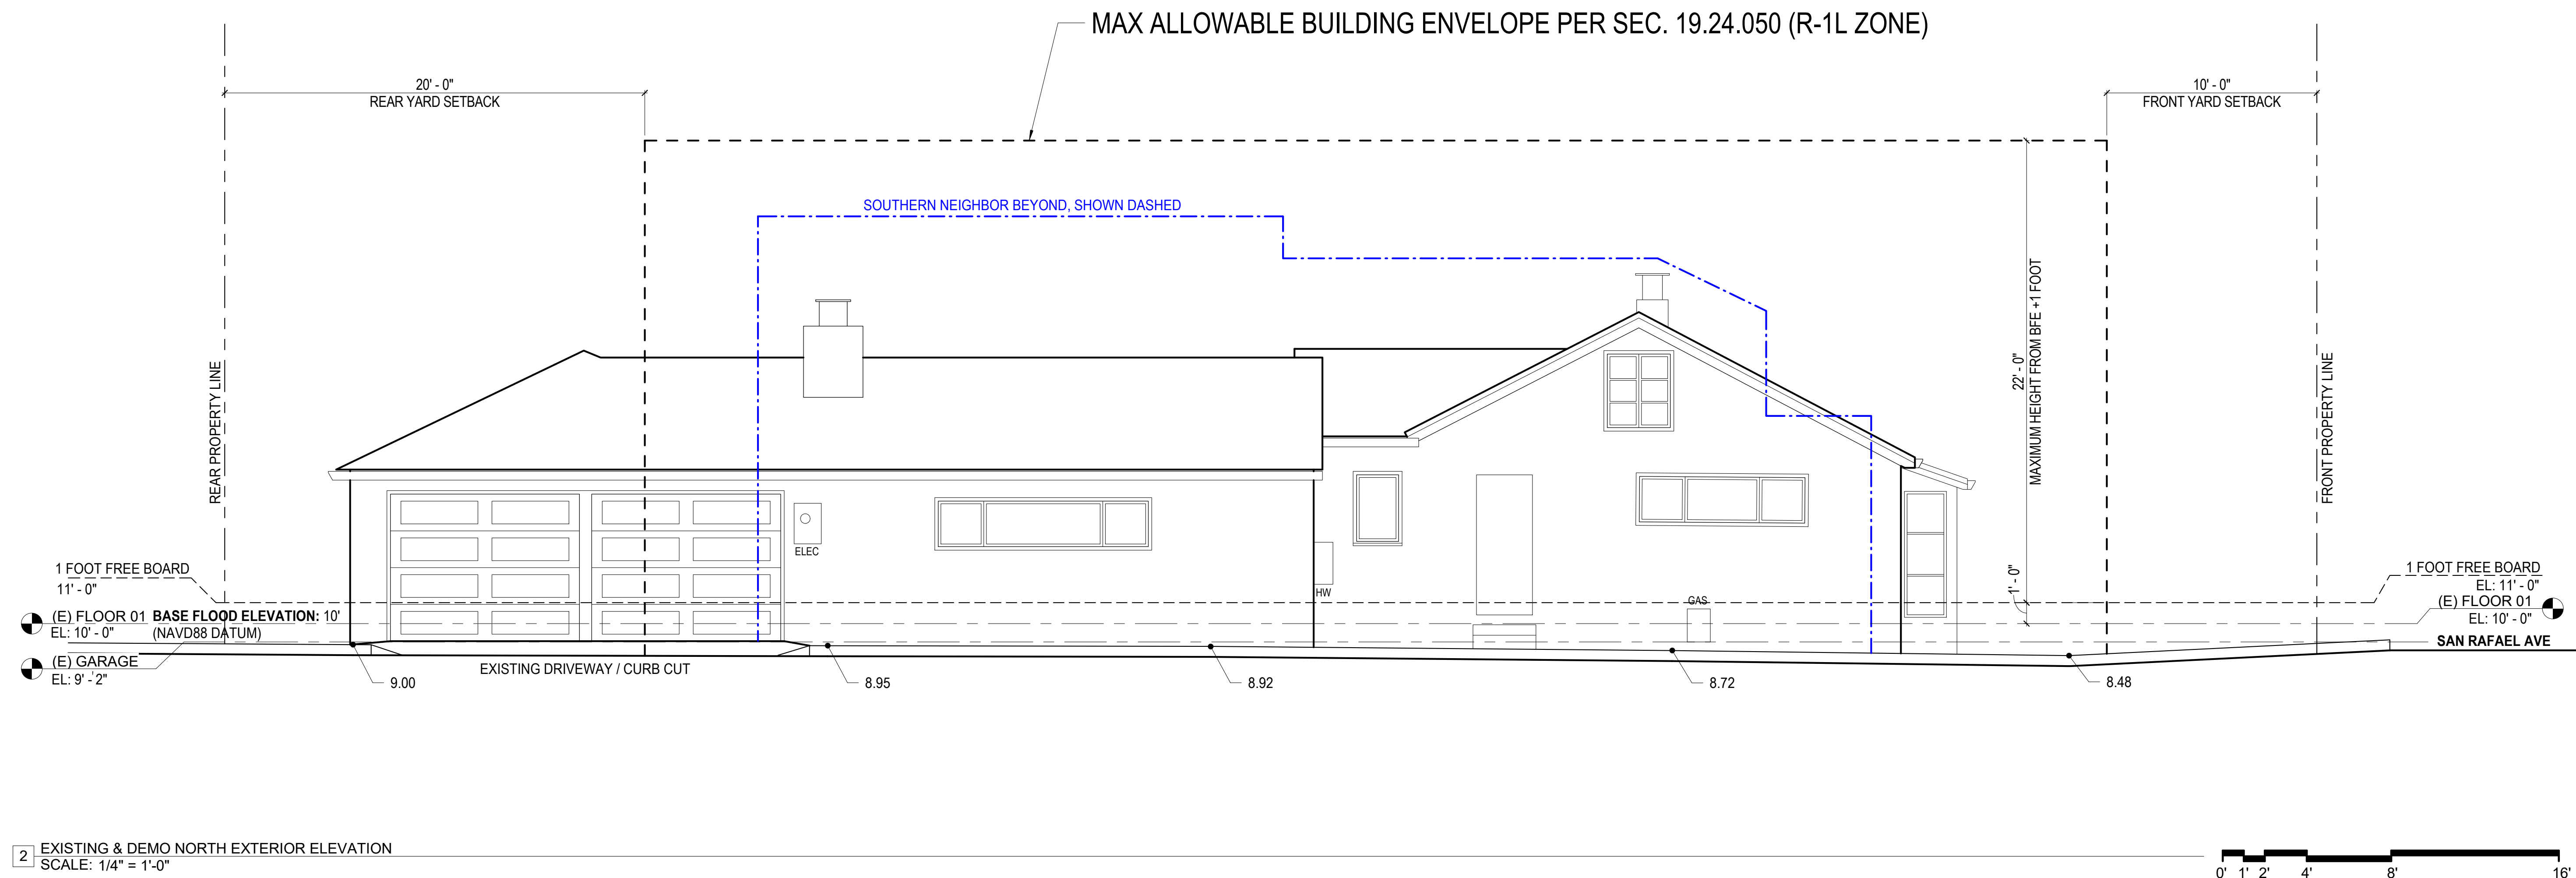 MAX ALLOWABLE BUILDING ENVELOPE PER SEC. 19.24.050 (R-1L ZONE)
20' - 0"
REAR YARD SETBACK
10' - 0"
FRONT YARD SETBACK
SOUTHERN NEIGHBOR BEYOND, SHOWN DASHED
REAR PROPERTY LINE
22' - 0"
MAXIMUM HEIGHT FROM BFE +1 FOOT
FRONT PROPERTY LINE
ELEC
HW
GAS
1' - 0"
1 FOOT FREE BOARD
11' - 0"
(E) FLOOR 01
EL: 10' - 0"
BASE FLOOD ELEVATION: 10'
(NAVD88 DATUM)
(E) GARAGE
EL: 9' - 2"
1 FOOT FREE BOARD
EL: 11' - 0"
(E) FLOOR 01
EL: 10' - 0"
SAN RAFAEL AVE
EXISTING DRIVEWAY / CURB CUT
9.00
8.95
8.92
8.72
8.48
2
EXISTING & DEMO NORTH EXTERIOR ELEVATION
SCALE: 1/4" = 1'-0"
0' 1' 2' 4' 8' 16'